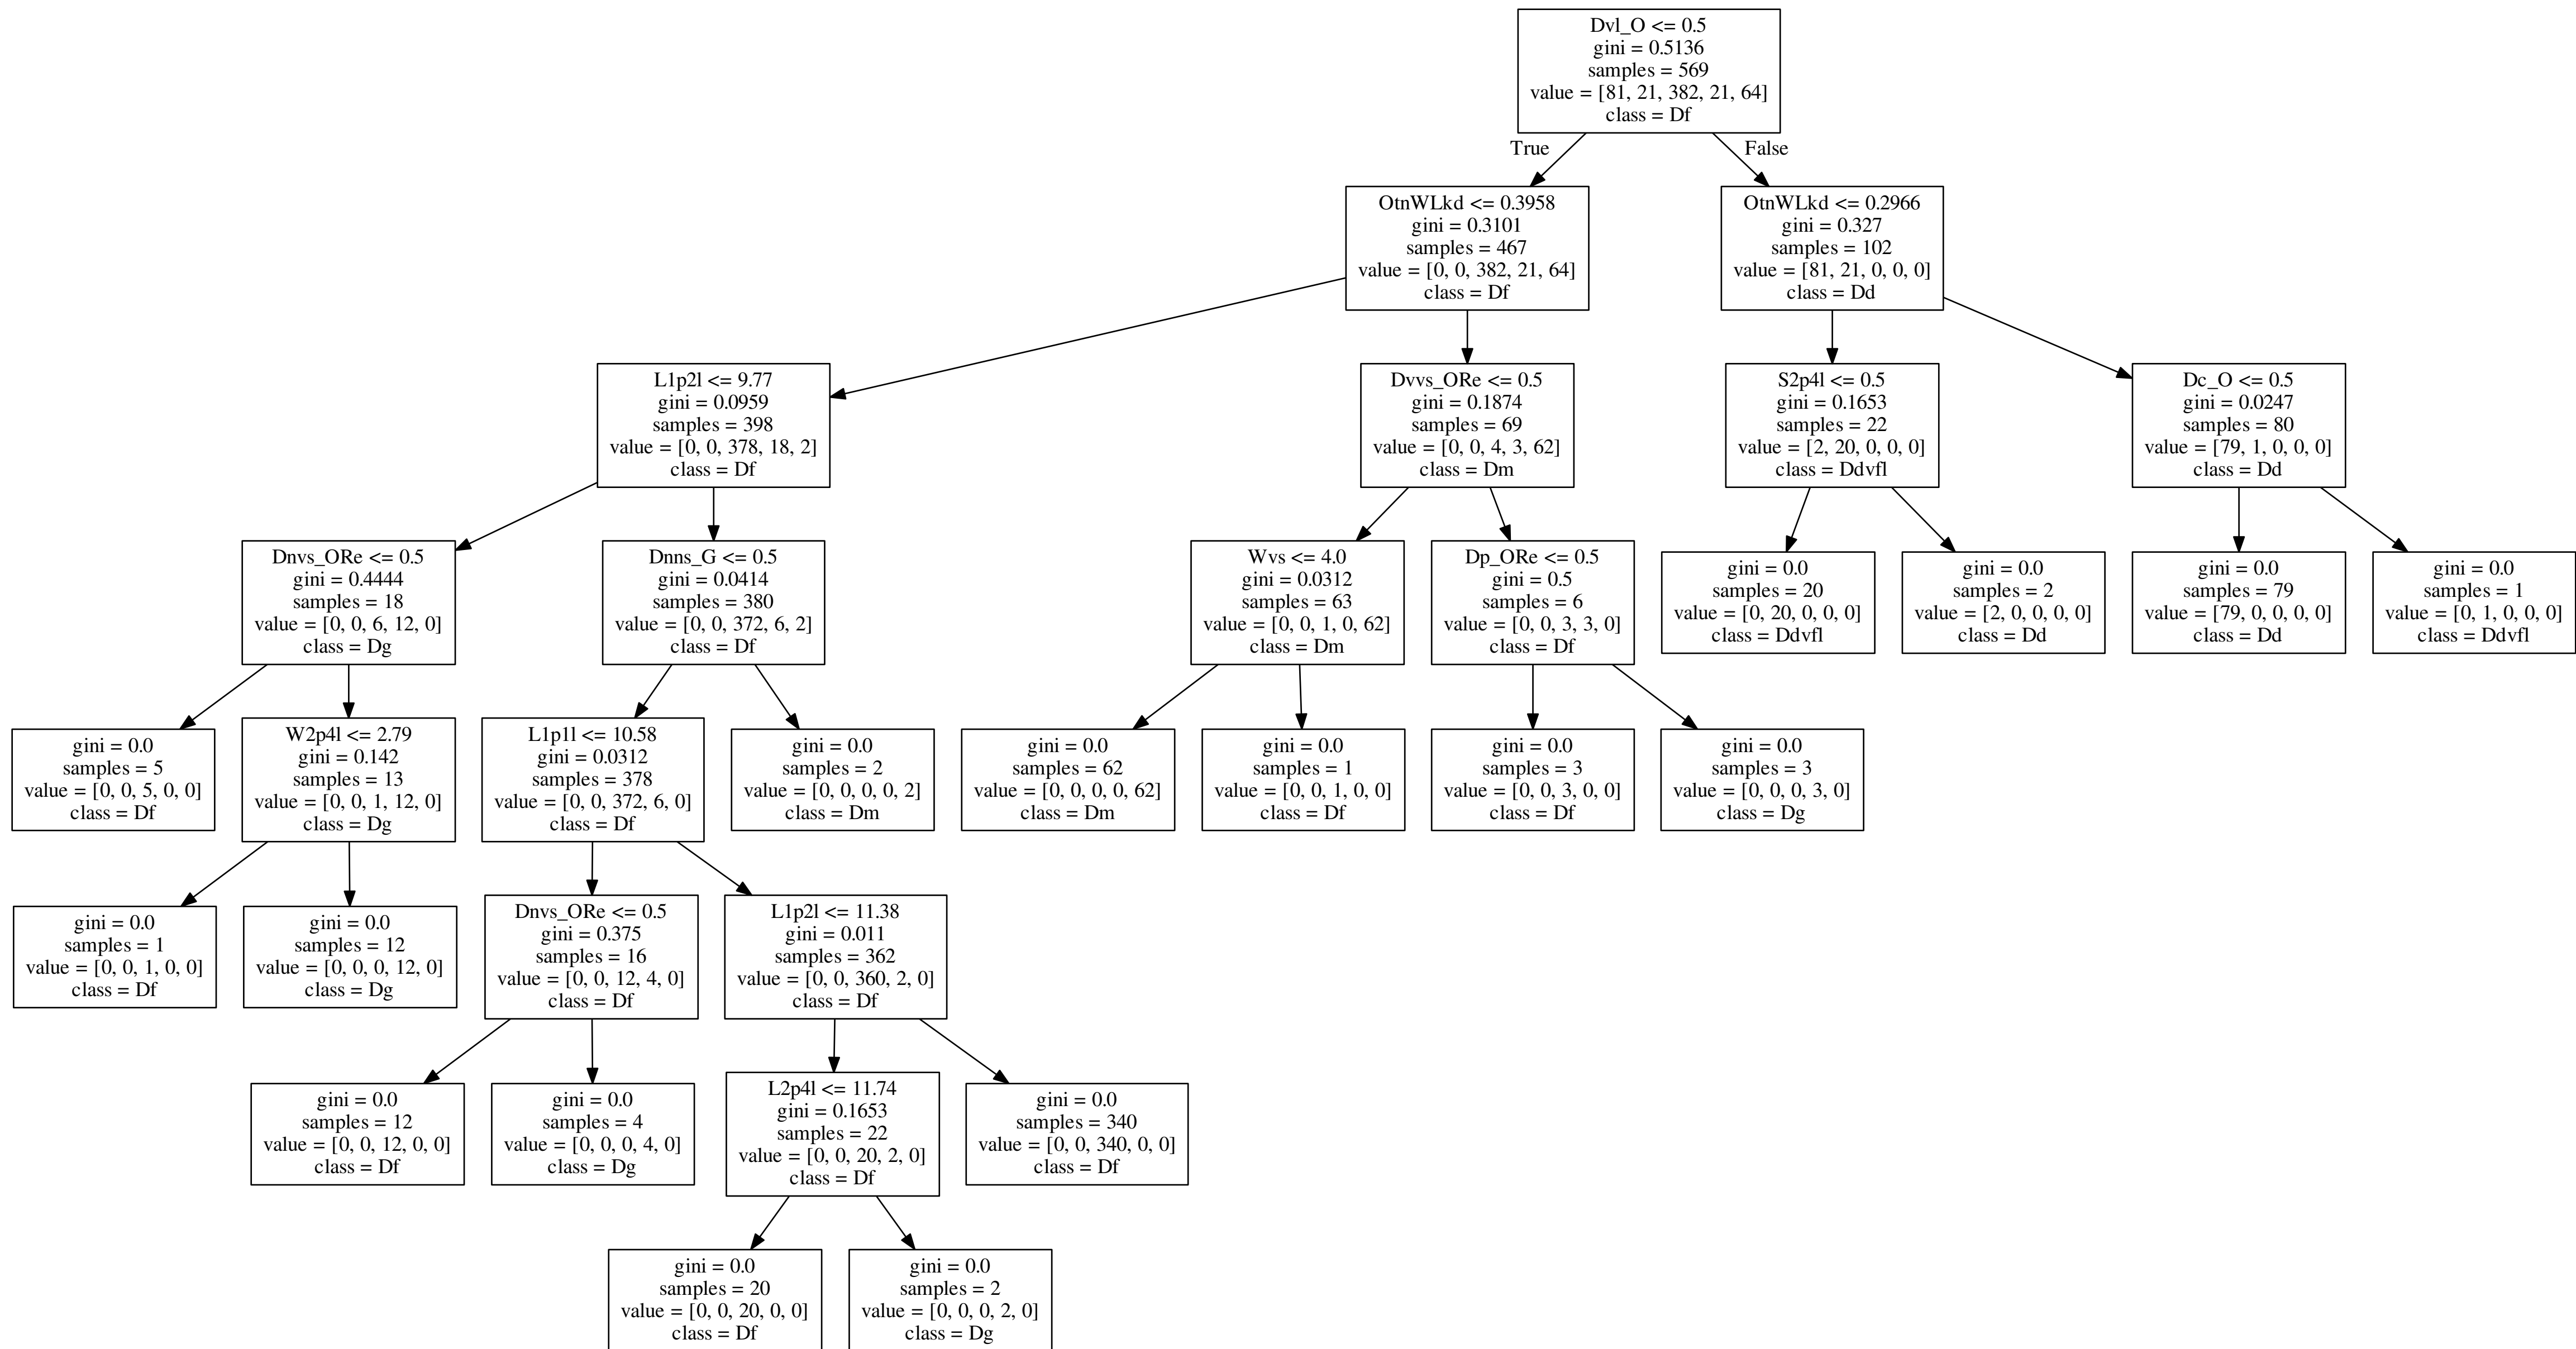 Dvl_O <= 0.5
gini = 0.5136
samples = 569
value = [81, 21, 382, 21, 64]
class = Df
True
False
OtnWLkd <= 0.3958
gini = 0.3101
samples = 467
value = [0, 0, 382, 21, 64]
class = Df
OtnWLkd <= 0.2966
gini = 0.327
samples = 102
value = [81, 21, 0, 0, 0]
class = Dd
L1p2l <= 9.77
gini = 0.0959
samples = 398
value = [0, 0, 378, 18, 2]
class = Df
Dvvs_ORe <= 0.5
gini = 0.1874
samples = 69
value = [0, 0, 4, 3, 62]
class = Dm
S2p4l <= 0.5
gini = 0.1653
samples = 22
value = [2, 20, 0, 0, 0]
class = Ddvfl
Dc_O <= 0.5
gini = 0.0247
samples = 80
value = [79, 1, 0, 0, 0]
class = Dd
Dnvs_ORe <= 0.5
gini = 0.4444
samples = 18
value = [0, 0, 6, 12, 0]
class = Dg
Dnns_G <= 0.5
gini = 0.0414
samples = 380
value = [0, 0, 372, 6, 2]
class = Df
Wvs <= 4.0
gini = 0.0312
samples = 63
value = [0, 0, 1, 0, 62]
class = Dm
Dp_ORe <= 0.5
gini = 0.5
samples = 6
value = [0, 0, 3, 3, 0]
class = Df
gini = 0.0
samples = 20
value = [0, 20, 0, 0, 0]
class = Ddvfl
gini = 0.0
samples = 2
value = [2, 0, 0, 0, 0]
class = Dd
gini = 0.0
samples = 79
value = [79, 0, 0, 0, 0]
class = Dd
gini = 0.0
samples = 1
value = [0, 1, 0, 0, 0]
class = Ddvfl
gini = 0.0
samples = 5
value = [0, 0, 5, 0, 0]
class = Df
W2p4l <= 2.79
gini = 0.142
samples = 13
value = [0, 0, 1, 12, 0]
class = Dg
L1p1l <= 10.58
gini = 0.0312
samples = 378
value = [0, 0, 372, 6, 0]
class = Df
gini = 0.0
samples = 2
value = [0, 0, 0, 0, 2]
class = Dm
gini = 0.0
samples = 62
value = [0, 0, 0, 0, 62]
class = Dm
gini = 0.0
samples = 1
value = [0, 0, 1, 0, 0]
class = Df
gini = 0.0
samples = 3
value = [0, 0, 3, 0, 0]
class = Df
gini = 0.0
samples = 3
value = [0, 0, 0, 3, 0]
class = Dg
gini = 0.0
samples = 1
value = [0, 0, 1, 0, 0]
class = Df
gini = 0.0
samples = 12
value = [0, 0, 0, 12, 0]
class = Dg
Dnvs_ORe <= 0.5
gini = 0.375
samples = 16
value = [0, 0, 12, 4, 0]
class = Df
L1p2l <= 11.38
gini = 0.011
samples = 362
value = [0, 0, 360, 2, 0]
class = Df
gini = 0.0
samples = 12
value = [0, 0, 12, 0, 0]
class = Df
gini = 0.0
samples = 4
value = [0, 0, 0, 4, 0]
class = Dg
L2p4l <= 11.74
gini = 0.1653
samples = 22
value = [0, 0, 20, 2, 0]
class = Df
gini = 0.0
samples = 340
value = [0, 0, 340, 0, 0]
class = Df
gini = 0.0
samples = 20
value = [0, 0, 20, 0, 0]
class = Df
gini = 0.0
samples = 2
value = [0, 0, 0, 2, 0]
class = Dg